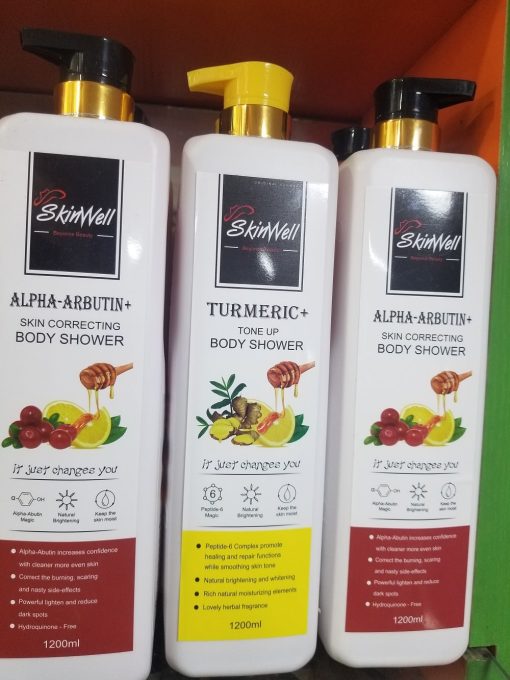 SkinWell
Beyonce Beauty
ALPHA-ARBUTIN+
SKIN CORRECTING
BODY SHOWER
it just changes you
OH
Alpha-Abutin
Magic
Natural
Brightening
Keep the
skin moist
Alpha-Abutin increases confidence
with cleaner more even skin
Correct the burning, scaring
and nasty side-effects
Powerful lighten and reduce
dark spots
Hydroquinone - Free
1200ml
SkinWell
TURMERIC+
TONE UP
BODY SHOWER
it just changes you
6
Peptide-6
Magic
Natural
Brightening
Keep the
skin moist
Peptide-6 Complex promote
healing and repair functions
while smoothing skin tone
Natural brightening and whitening
Rich natural moisturizing elements
Lovely herbal fragrance
1200ml
SkinWell
Beyonce Beauty
ALPHA-ARBUTIN+
SKIN CORRECTING
BODY SHOWER
it just changes you
OH
Alpha-Abutin
Magic
Natural
Brightening
Keep the
skin moist
Alpha-Abutin increases confidence
with cleaner more even skin
Correct the burning, scaring
and nasty side-effects
Powerful lighten and reduce
dark spots
Hydroquinone - Free
1200ml